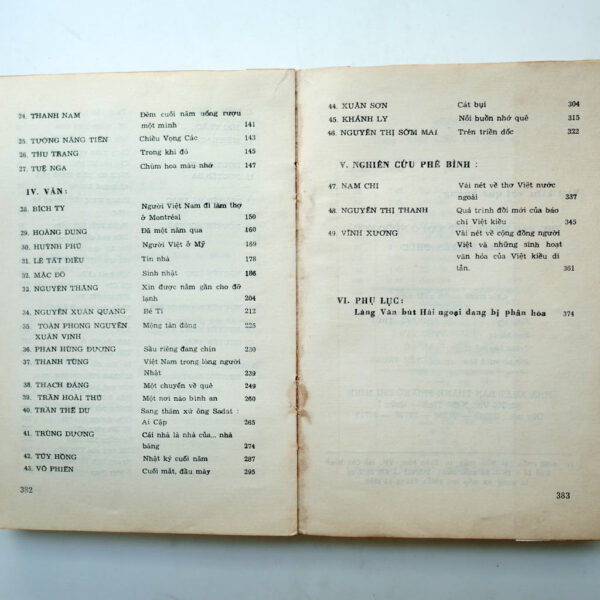 24. THANH NAM Đêm cuối năm uống rượu
một mình 141
25. TƯỞNG NĂNG TIẾN Chiều Vọng Các 143
26. THU TRANG Trong khi đó 145
27. TUỆ NGA Chùm hoa màu nhớ 147
IV. VĂN:
28. BÍCH TY Người Việt Nam đi làm thợ
ở Montréal 150
29. HOÀNG DUNG Đã một năm qua 160
30. HUỲNH PHÚ Người Việt ở Mỹ 169
31. LÊ TẤT ĐIỀU Tìn nhà 178
32. MẶC ĐỖ Sinh nhật 186
33. NGUYÊN THẮNG Xin được nằm gần cho đỡ
lạnh 204
34. NGUYỄN XUÂN QUANG Bé Ti 212
35. TOÀN PHONG NGUYỄN
XUÂN VINH Mộng tàn đông 225
36. PHAN HÙNG DƯƠNG Sầu riêng đang chín 230
37. THANH TÙNG Việt Nam trong lòng người
Nhật 239
38. THẠCH ĐẶNG Một chuyến về quê 249
39. TRẦN HOÀI THƯ Một nơi nào bình an 260
40. TRẦN THẾ DU Sang thăm xứ ông Sadat :
Ai Cập 265
41. TRÙNG DƯƠNG Cái nhà là nhà của... nhà
băng 274
42. TÚY HỒNG Nhật ký cuối năm 287
43. VÕ PHIẾN Cuối mắt, đầu mày 295
382
44. XUÂN SƠN Cát bụi 304
45. KHÁNH LY Nỗi buồn nhớ quê 315
46. NGUYỄN THỊ SỚM MAI Trên triền dốc 322
V. NGHIÊN CỨU PHÊ BÌNH :
47. NAM CHI Vài nét về thơ Việt nước
ngoài 337
48. NGUYỄN THỊ THANH Quá trình đổi mới của báo
chí Việt kiều 345
49. VĨNH XƯƠNG Vài nét về cộng đồng người
Việt và những sinh hoạt
văn hóa của Việt kiều di
tản. 361
VI. PHỤ LỤC:
Làng Văn bút Hải ngoại đang bị phân hóa 374
383